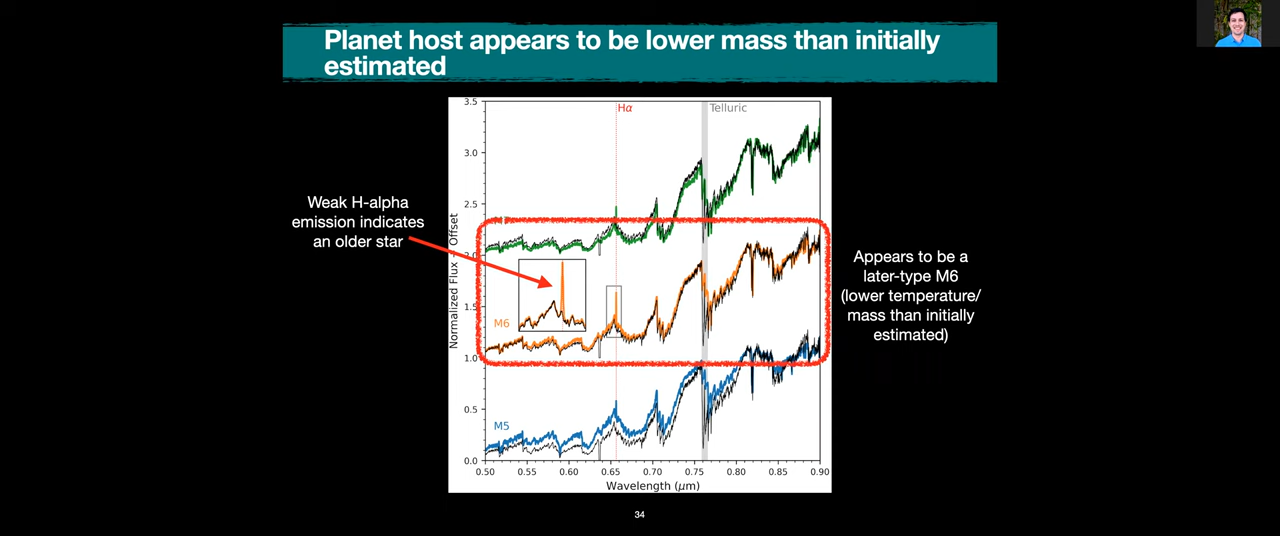 Planet host appears to be lower mass than initially
estimated
Weak H-alpha
emission indicates
an older star
Appears to be a
later-type M6
(lower temperature/
mass than initially
estimated)
Hα
Telluric
M6
M5
Normalized Flux Offset
3.5
3.0
2.5
2.0
1.5
1.0
0.5
0.0
0.50 0.55 0.60 0.65 0.70 0.75 0.80 0.85 0.90
Wavelength (μm)
34